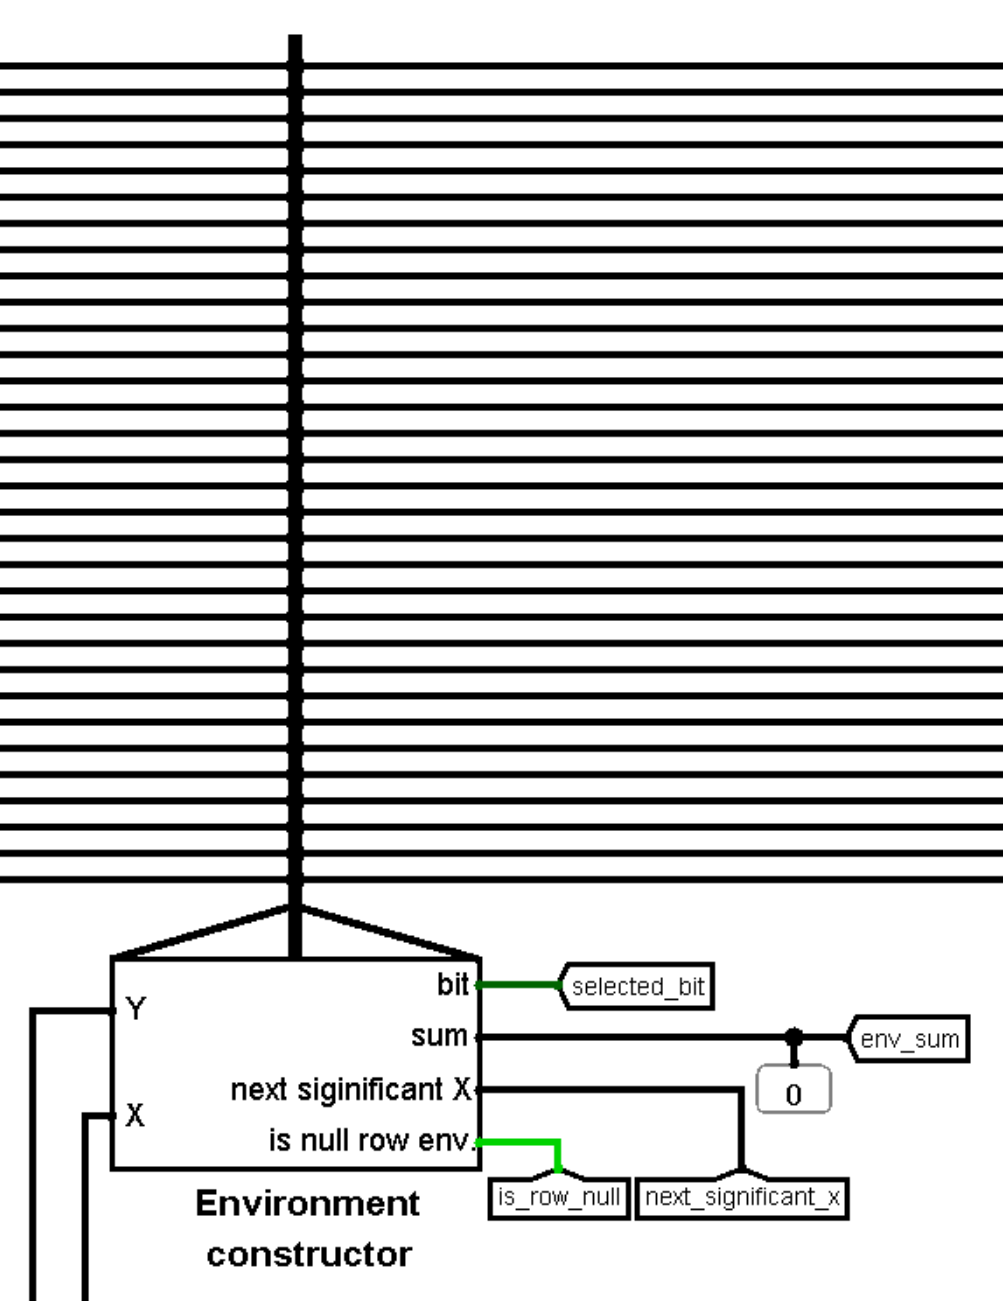 bit
selected_bit
Y
sum
env_sum
next siginificant X
0
X
is null row env.
is_row_null
next_significant_x
Environment
constructor